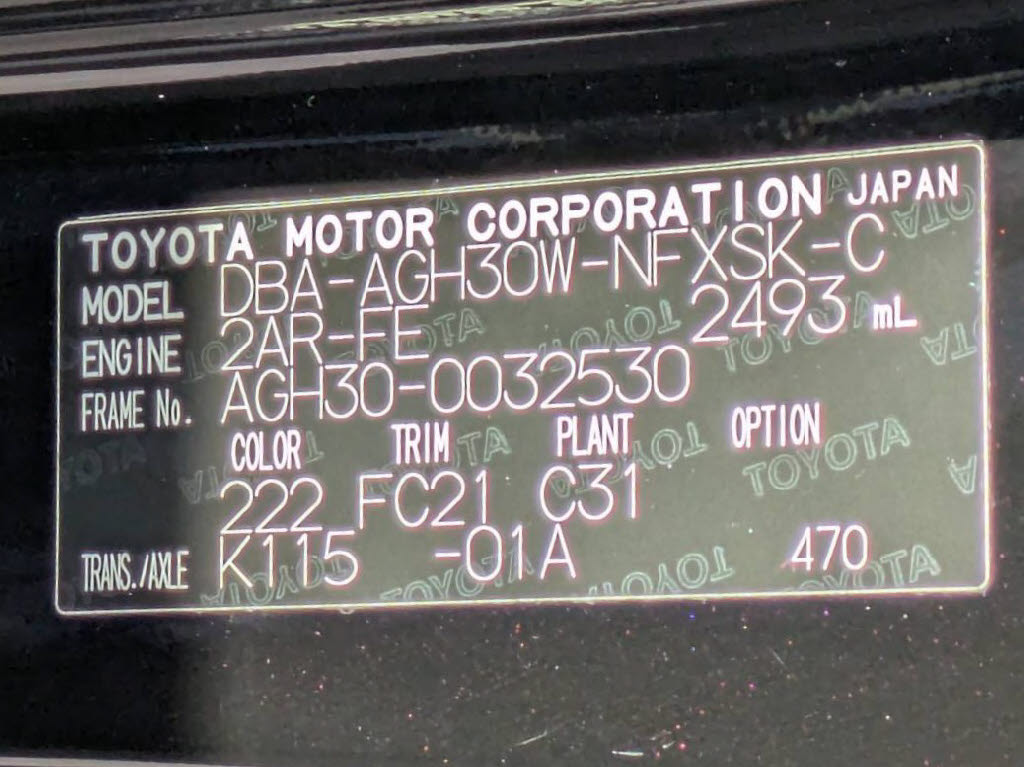 TOYOTA MOTOR CORPORATION JAPAN
MODEL DBA-AGH30W-NFXSK-C
ENGINE 2AR-FE 2493 mL
FRAME No. AGH30-0032530
COLOR TRIM PLANT OPTION
222 FC21 C31
TRANS./AXLE K115 -01A 470